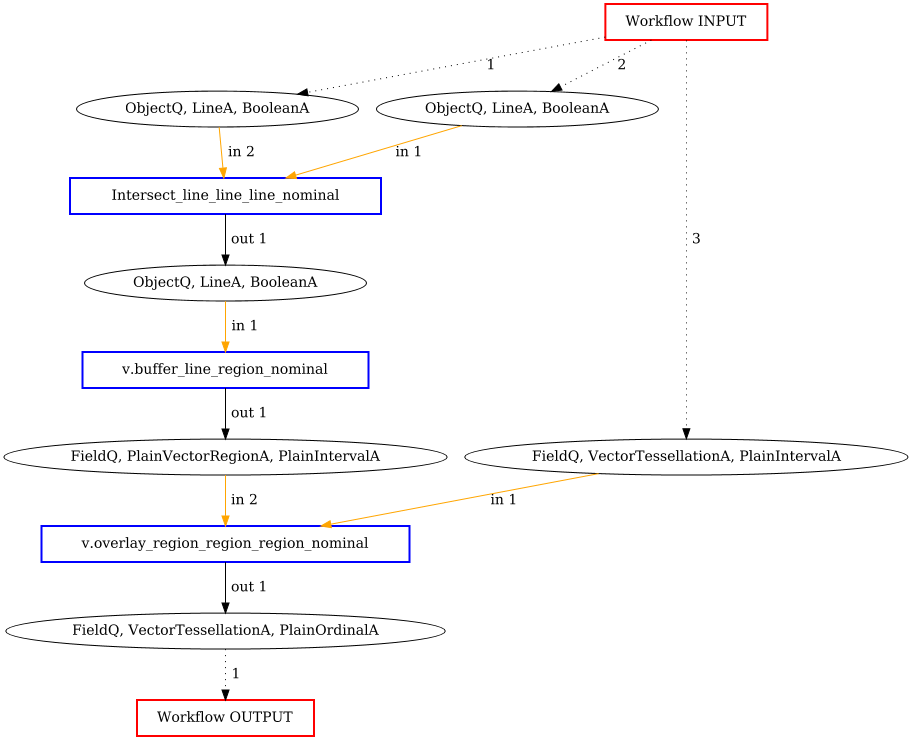 Workflow INPUT
1
2
ObjectQ, LineA, BooleanA
ObjectQ, LineA, BooleanA
in 2
in 1
Intersect_line_line_line_nominal
out 1
3
ObjectQ, LineA, BooleanA
in 1
v.buffer_line_region_nominal
out 1
FieldQ, PlainVectorRegionA, PlainIntervalA
FieldQ, VectorTessellationA, PlainIntervalA
in 2
in 1
v.overlay_region_region_region_nominal
out 1
FieldQ, VectorTessellationA, PlainOrdinalA
1
Workflow OUTPUT